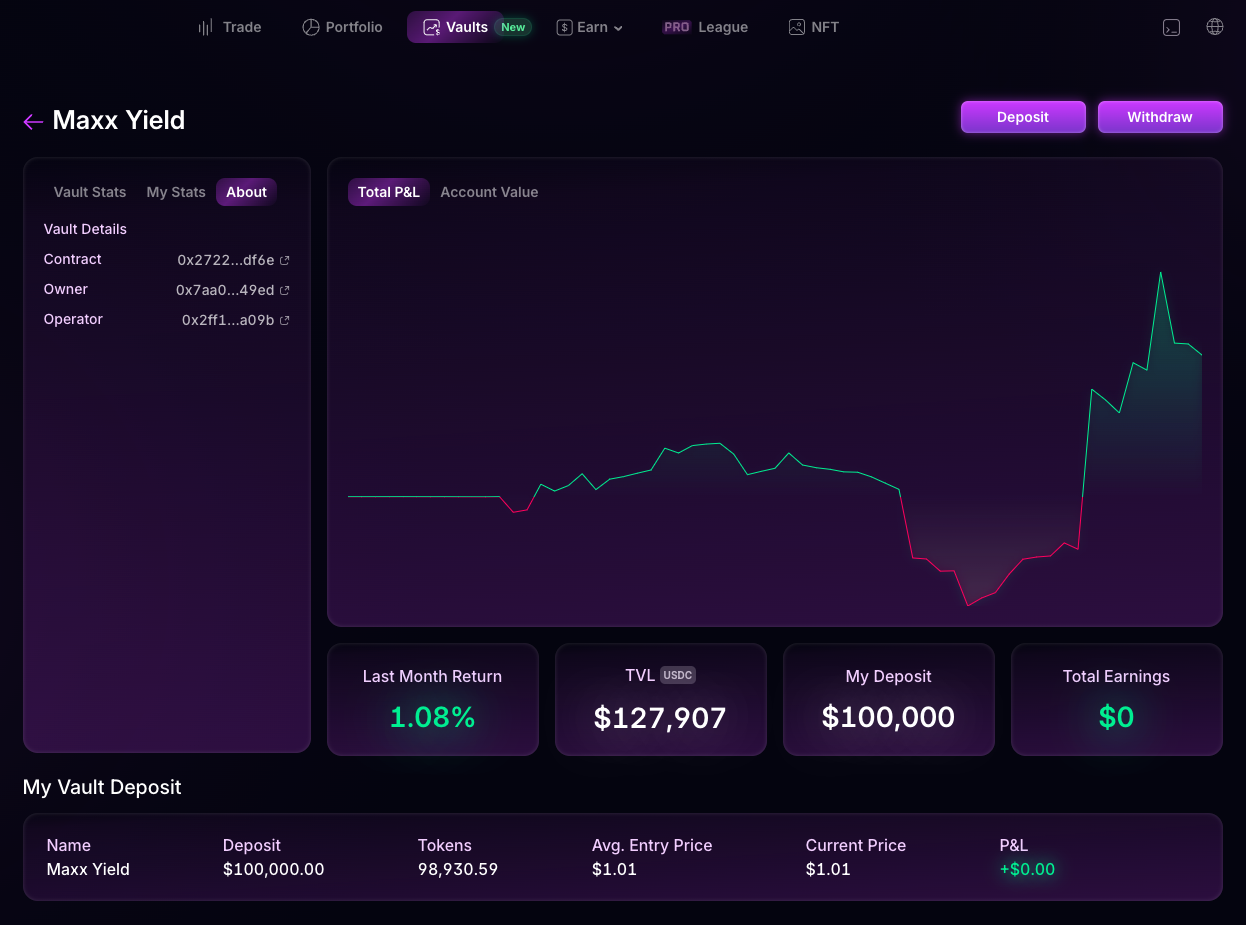 Trade Portfolio Vaults New Earn PRO League NFT
Maxx Yield
Deposit Withdraw
Vault Stats My Stats About
Vault Details
Contract 0x2722...df6e
Owner 0x7aa0...49ed
Operator 0x2ff1...a09b
Total P&L Account Value
Last Month Return
1.08%
TVL USDC
$127,907
My Deposit
$100,000
Total Earnings
$0
My Vault Deposit
Name Deposit Tokens Avg. Entry Price Current Price P&L
Maxx Yield $100,000.00 98,930.59 $1.01 $1.01 +$0.00